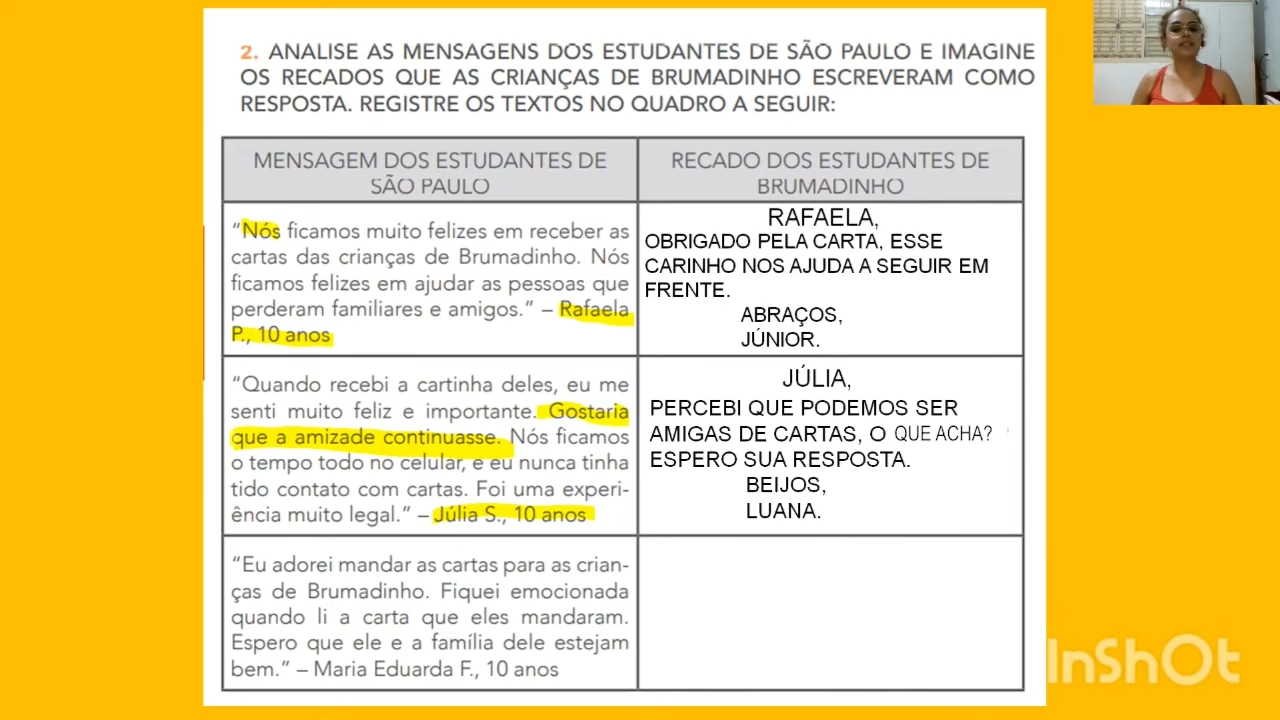 2. ANALISE AS MENSAGENS DOS ESTUDANTES DE SÃO PAULO E IMAGINE
OS RECADOS QUE AS CRIANÇAS DE BRUMADINHO ESCREVERAM COMO
RESPOSTA. REGISTRE OS TEXTOS NO QUADRO A SEGUIR:
MENSAGEM DOS ESTUDANTES DE
SÃO PAULO
RECADO DOS ESTUDANTES DE
BRUMADINHO
“Nós ficamos muito felizes em receber as
cartas das crianças de Brumadinho. Nós
ficamos felizes em ajudar as pessoas que
perderam familiares e amigos.” – Rafaela
P., 10 anos
RAFAELA,
OBRIGADO PELA CARTA, ESSE
CARINHO NOS AJUDA A SEGUIR EM
FRENTE.
ABRAÇOS,
JÚNIOR.
“Quando recebi a cartinha deles, eu me
senti muito feliz e importante. Gostaria
que a amizade continuasse. Nós ficamos
o tempo todo no celular, e eu nunca tinha
tido contato com cartas. Foi uma experi-
ência muito legal.” – Júlia S., 10 anos
JÚLIA,
PERCEBI QUE PODEMOS SER
AMIGAS DE CARTAS, O QUE ACHA?
ESPERO SUA RESPOSTA.
BEIJOS,
LUANA.
“Eu adorei mandar as cartas para as crian-
ças de Brumadinho. Fiquei emocionada
quando li a carta que eles mandaram.
Espero que ele e a família dele estejam
bem.” – Maria Eduarda F., 10 anos
InShOt